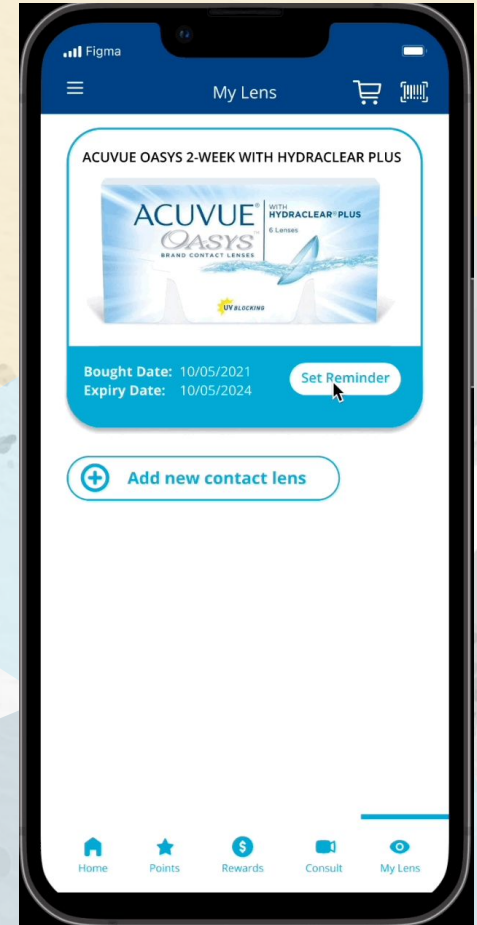 Figma
My Lens
ACUVUE OASYS 2-WEEK WITH HYDRACLEAR PLUS
ACUVUE®
OASYS™
BRAND CONTACT LENSES
WITH
HYDRACLEAR® PLUS
6 Lenses
UV BLOCKING
Bought Date: 10/05/2021
Expiry Date: 10/05/2024
Set Reminder
Add new contact lens
Home Points Rewards Consult My Lens